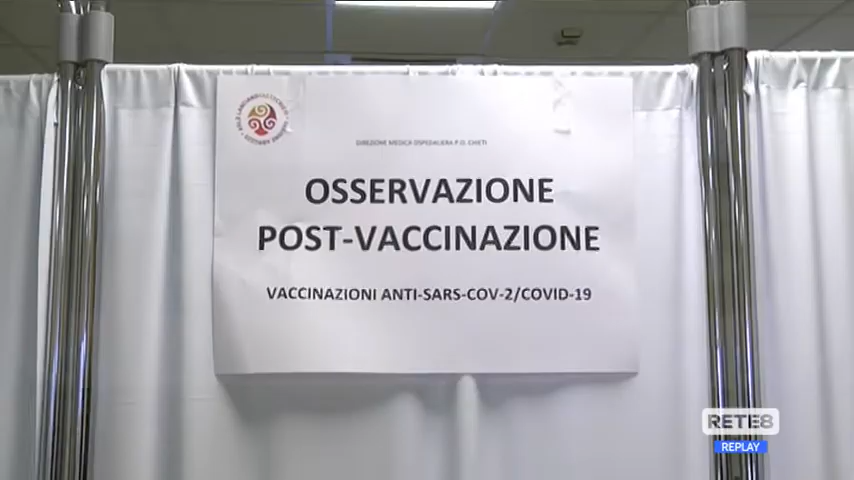 DIREZIONE MEDICA OSPEDALIERA P.O. CHIETI
OSSERVAZIONE
POST-VACCINAZIONE
VACCINAZIONI ANTI-SARS-COV-2/COVID-19
RETE8
REPLAY